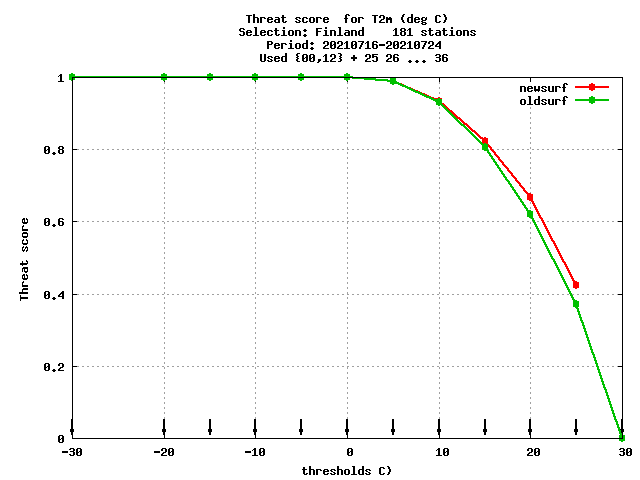 Threat score  for T2m (deg C)
Selection: Finland    181 stations
Period: 20210716-20210724
Used {00,12} + 25 26 ... 36
newsurf
oldsurf
1
0.8
0.6
0.4
0.2
0
Threat score
-30
-20
-10
0
10
20
30
thresholds C)